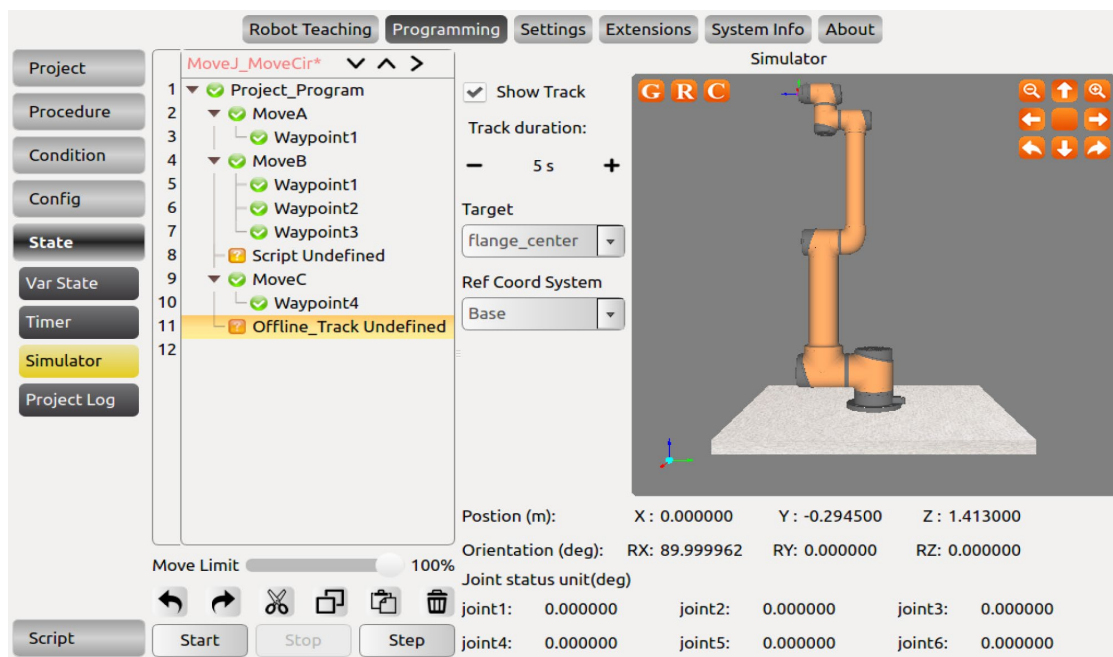 Robot Teaching Programming Settings Extensions System Info About
Project
Procedure
Condition
Config
State
Var State
Timer
Simulator
Project Log
Script
MoveJ_MoveCir*
1 Project_Program
2 MoveA
3 Waypoint1
4 MoveB
5 Waypoint1
6 Waypoint2
7 Waypoint3
8 Script Undefined
9 MoveC
10 Waypoint4
11 Offline_Track Undefined
12
Move Limit 100%
Start Stop Step
Show Track
Track duration:
5 s
Target
flange_center
Ref Coord System
Base
Simulator
G R C
Postion (m): X : 0.000000 Y : -0.294500 Z : 1.413000
Orientation (deg): RX: 89.999962 RY: 0.000000 RZ: 0.000000
Joint status unit(deg)
joint1: 0.000000 joint2: 0.000000 joint3: 0.000000
joint4: 0.000000 joint5: 0.000000 joint6: 0.000000